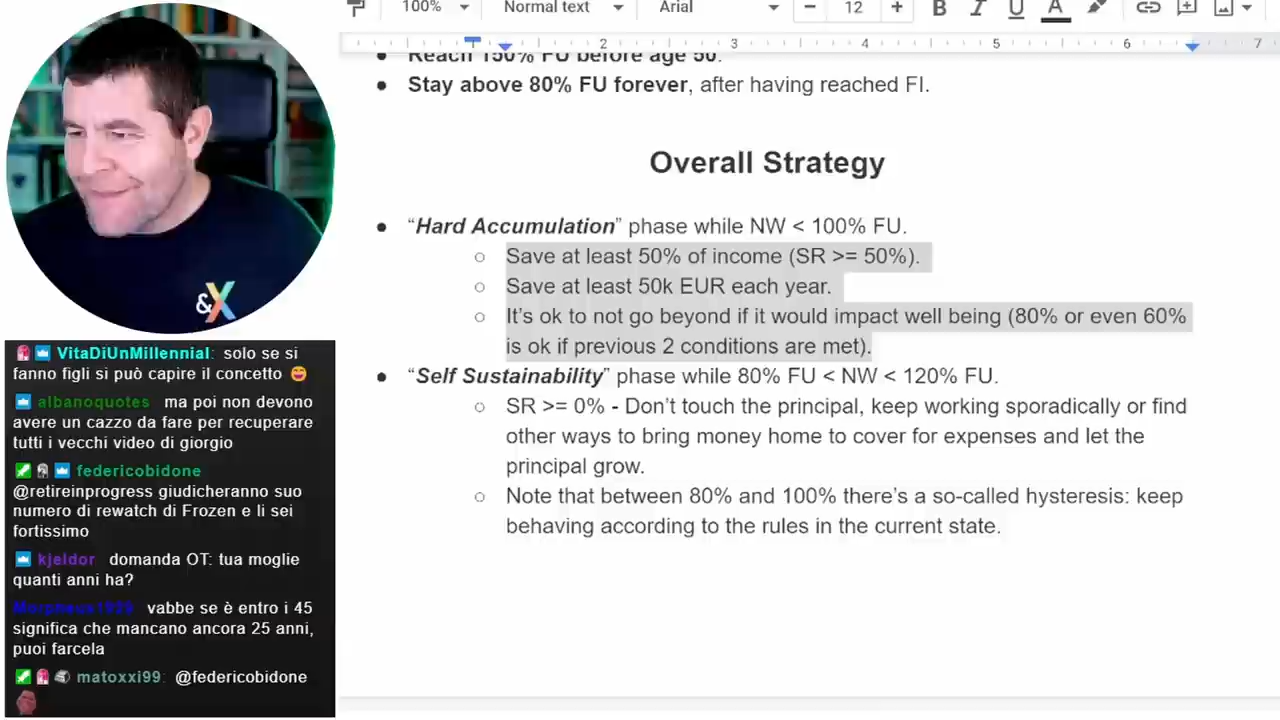 100%
Normal text
Arial
12
B I U A
2 3 4 5 6 7
Reach 150% FU before age 50.
Stay above 80% FU forever, after having reached FI.
Overall Strategy
“Hard Accumulation” phase while NW < 100% FU.
Save at least 50% of income (SR >= 50%).
Save at least 50k EUR each year.
It’s ok to not go beyond if it would impact well being (80% or even 60%
is ok if previous 2 conditions are met).
“Self Sustainability” phase while 80% FU < NW < 120% FU.
SR >= 0% - Don’t touch the principal, keep working sporadically or find
other ways to bring money home to cover for expenses and let the
principal grow.
Note that between 80% and 100% there’s a so-called hysteresis: keep
behaving according to the rules in the current state.
&X
VitaDiUnMillennial: solo se si
fanno figli si può capire il concetto 😄
albanoquotes ma poi non devono
avere un cazzo da fare per recuperare
tutti i vecchi video di giorgio
federicobidone
@retireinprogress giudicheranno suo
numero di rewatch di Frozen e li sei
fortissimo
kjeldor domanda OT: tua moglie
quanti anni ha?
vabbe se è entro i 45
significa che mancano ancora 25 anni,
puoi farcela
matoxxi99: @federicobidone